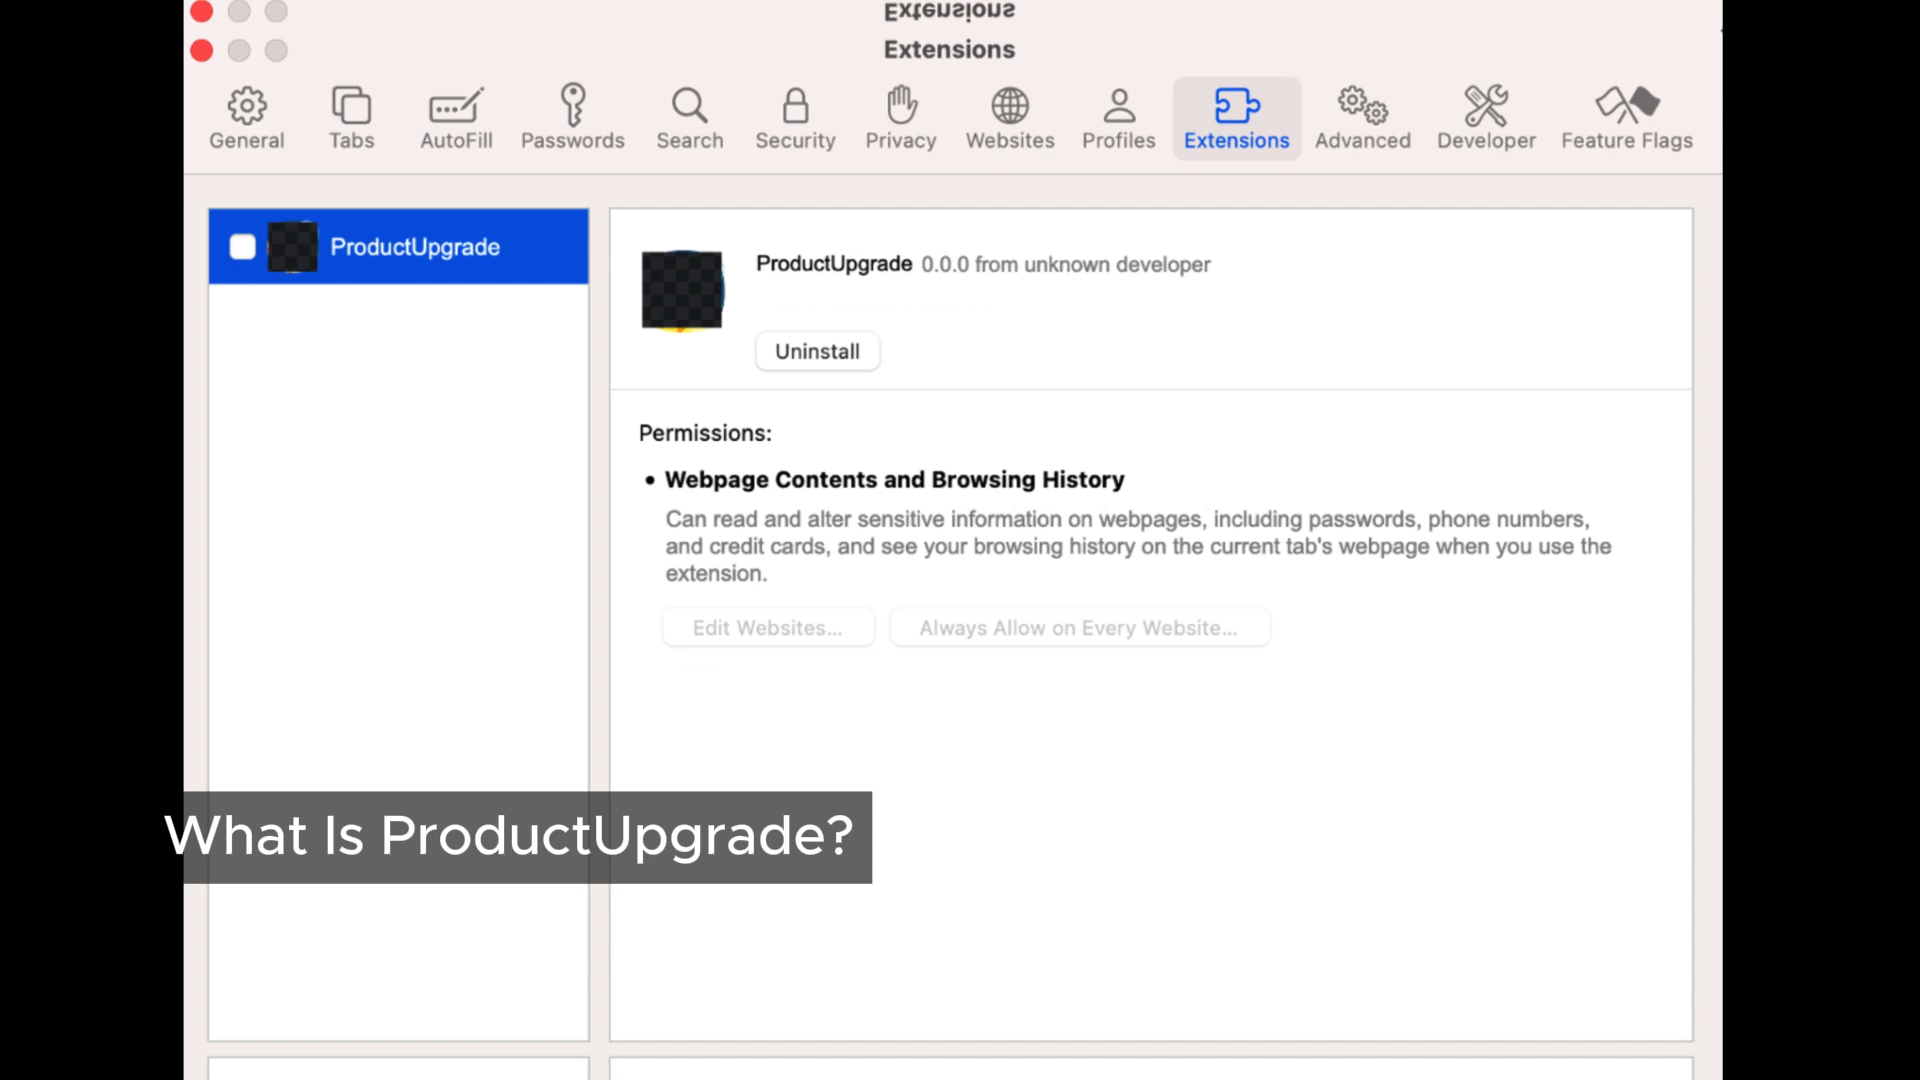 Extensions
Extensions
General
Tabs
AutoFill
Passwords
Search
Security
Privacy
Websites
Profiles
Extensions
Advanced
Developer
Feature Flags
ProductUpgrade
ProductUpgrade 0.0.0 from unknown developer
Uninstall
Permissions:
• Webpage Contents and Browsing History
Can read and alter sensitive information on webpages, including passwords, phone numbers,
and credit cards, and see your browsing history on the current tab's webpage when you use the
extension.
Edit Websites...
Always Allow on Every Website...
What Is ProductUpgrade?